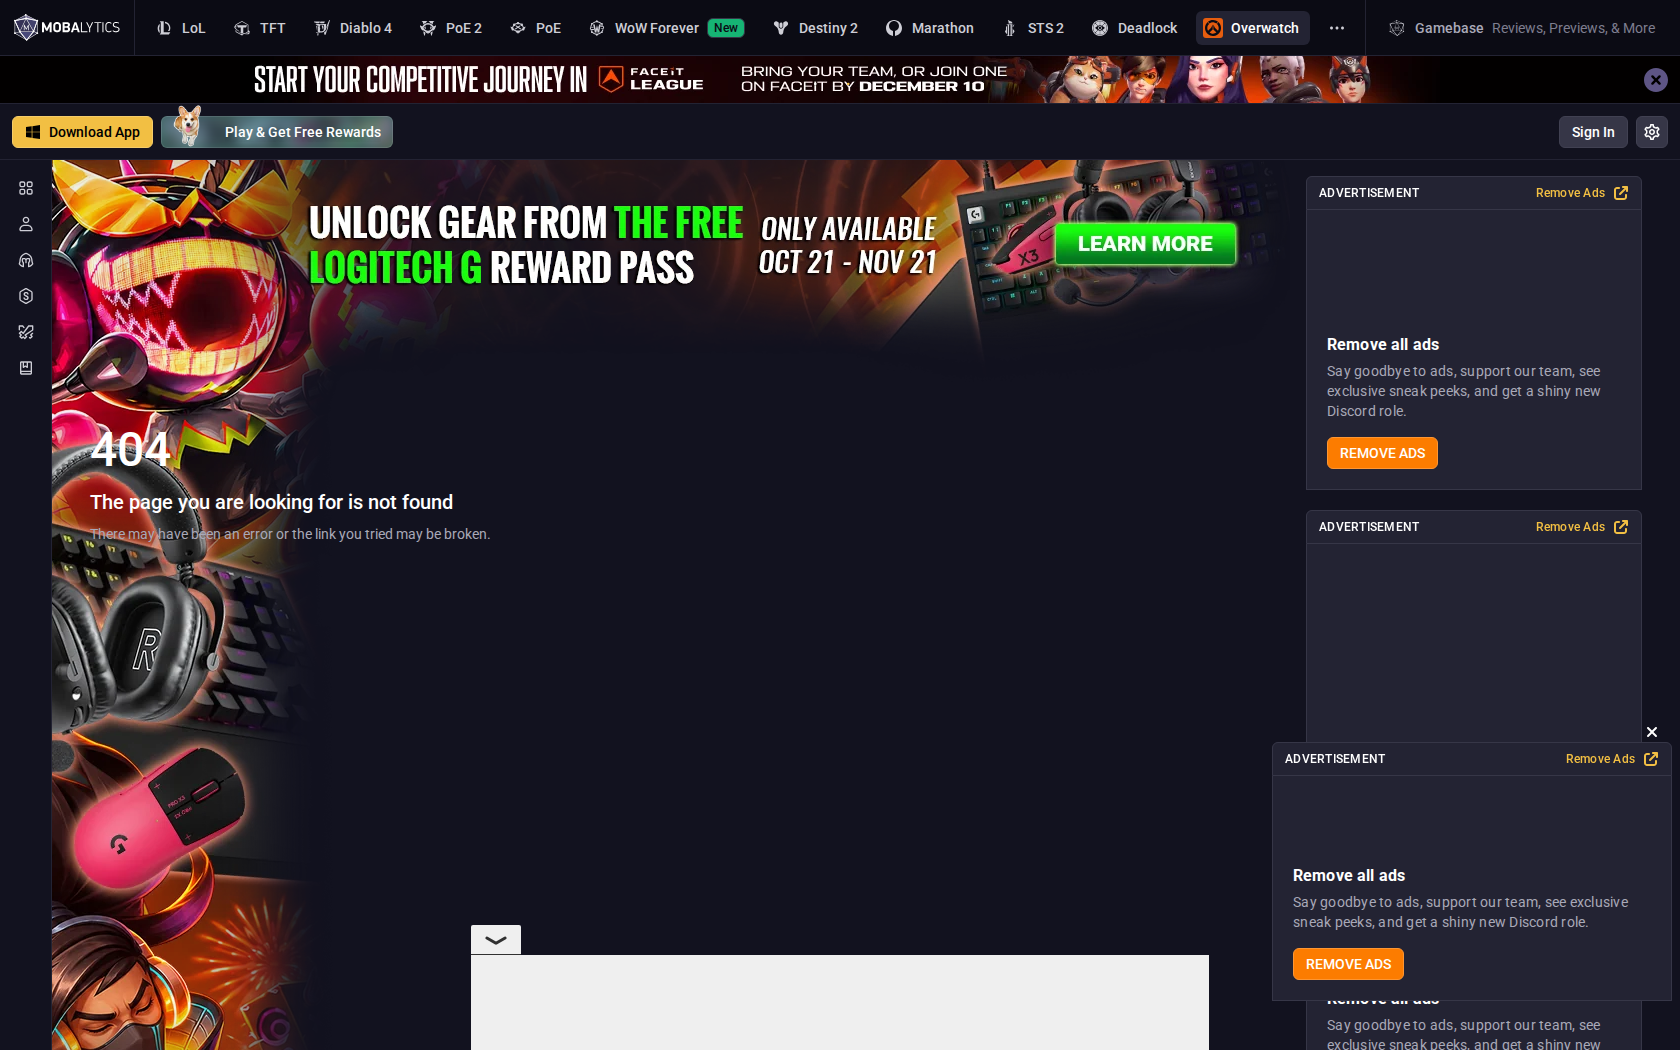 MOBALYTICS
LoL
TFT
Diablo 4
PoE 2
PoE
WoW Forever
New
Destiny 2
Marathon
STS 2
Deadlock
Overwatch
Gamebase Reviews, Previews, & More
START YOUR COMPETITIVE JOURNEY IN
FACEIT
LEAGUE
BRING YOUR TEAM, OR JOIN ONE
ON FACEIT BY DECEMBER 10
Download App
Play & Get Free Rewards
Sign In
UNLOCK GEAR FROM THE FREE
LOGITECH G REWARD PASS
ONLY AVAILABLE
OCT 21 - NOV 21
X3
LEARN MORE
404
The page you are looking for is not found
There may have been an error or the link you tried may be broken.
R
PRO X3
ADVERTISEMENT
Remove Ads
Remove all ads
Say goodbye to ads, support our team, see
exclusive sneak peeks, and get a shiny new
Discord role.
REMOVE ADS
ADVERTISEMENT
Remove Ads
ADVERTISEMENT
Remove Ads
Remove all ads
Say goodbye to ads, support our team, see exclusive
sneak peeks, and get a shiny new Discord role.
REMOVE ADS
Remove all ads
Say goodbye to ads, support our team, see
exclusive sneak peeks, and get a shiny new